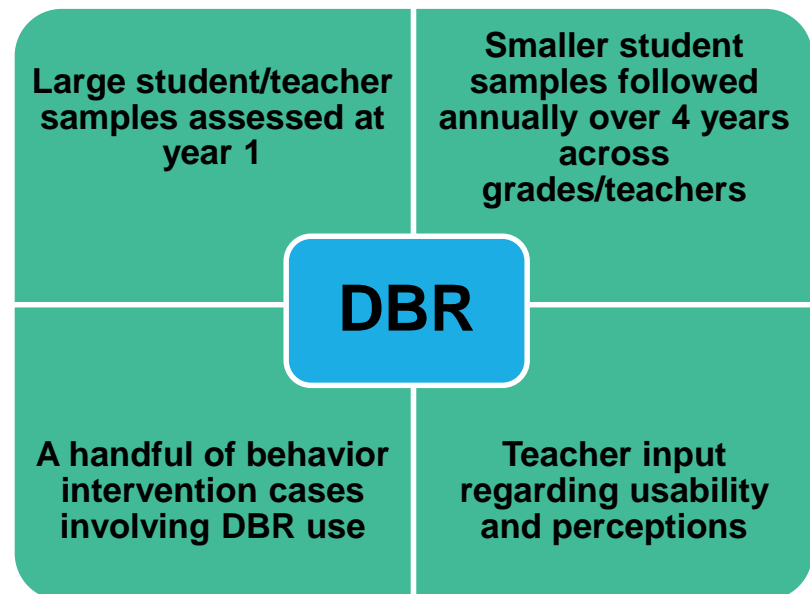 Large student/teacher
samples assessed at
year 1
Smaller student
samples followed
annually over 4 years
across
grades/teachers
DBR
A handful of behavior
intervention cases
involving DBR use
Teacher input
regarding usability
and perceptions